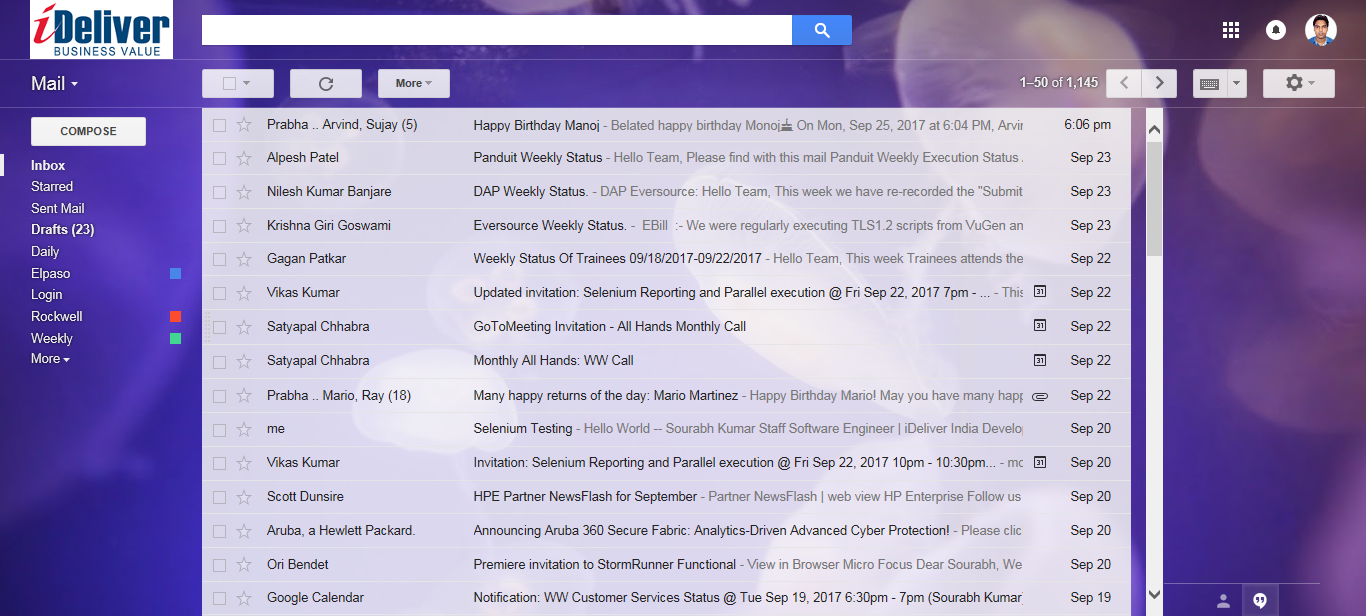 iDeliver
BUSINESS VALUE
Mail
More
1–50 of 1,145
COMPOSE
Inbox
Starred
Sent Mail
Drafts (23)
Daily
Elpaso
Login
Rockwell
Weekly
More
Prabha .. Arvind, Sujay (5) Happy Birthday Manoj - Belated happy birthday Monoj On Mon, Sep 25, 2017 at 6:04 PM, Arvin 6:06 pm
Alpesh Patel Panduit Weekly Status - Hello Team, Please find with this mail Panduit Weekly Execution Status . Sep 23
Nilesh Kumar Banjare DAP Weekly Status. - DAP Eversource: Hello Team, This week we have re-recorded the "Submit Sep 23
Krishna Giri Goswami Eversource Weekly Status. - EBill :- We were regularly executing TLS1.2 scripts from VuGen an Sep 23
Gagan Patkar Weekly Status Of Trainees 09/18/2017-09/22/2017 - Hello Team, This week Trainees attends the Sep 22
Vikas Kumar Updated invitation: Selenium Reporting and Parallel execution @ Fri Sep 22, 2017 7pm - ... - This 31 Sep 22
Satyapal Chhabra GoToMeeting Invitation - All Hands Monthly Call 31 Sep 22
Satyapal Chhabra Monthly All Hands: WW Call 31 Sep 22
Prabha .. Mario, Ray (18) Many happy returns of the day: Mario Martinez - Happy Birthday Mario! May you have many happ Sep 22
me Selenium Testing - Hello World -- Sourabh Kumar Staff Software Engineer | iDeliver India Develo Sep 20
Vikas Kumar Invitation: Selenium Reporting and Parallel execution @ Fri Sep 22, 2017 10pm - 10:30pm... - mo 31 Sep 20
Scott Dunsire HPE Partner NewsFlash for September - Partner NewsFlash | web view HP Enterprise Follow us Sep 20
Aruba, a Hewlett Packard. Announcing Aruba 360 Secure Fabric: Analytics-Driven Advanced Cyber Protection! - Please clic Sep 20
Ori Bendet Premiere invitation to StormRunner Functional - View in Browser Micro Focus Dear Sourabh, We Sep 20
Google Calendar Notification: WW Customer Services Status @ Tue Sep 19, 2017 6:30pm - 7pm (Sourabh Kumar) Sep 19